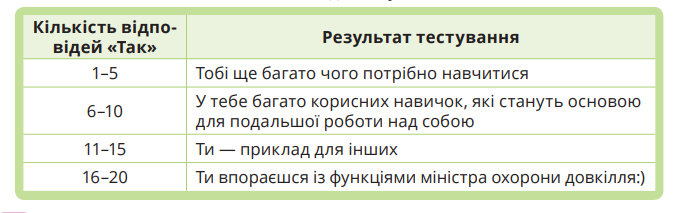 Кількість відпо-
відей «Так»
Результат тестування
1–5
Тобі ще багато чого потрібно навчитися
6–10
У тебе багато корисних навичок, які стануть основою
для подальшої роботи над собою
11–15
Ти — приклад для інших
16–20
Ти впораєшся із функціями міністра охорони довкілля:)